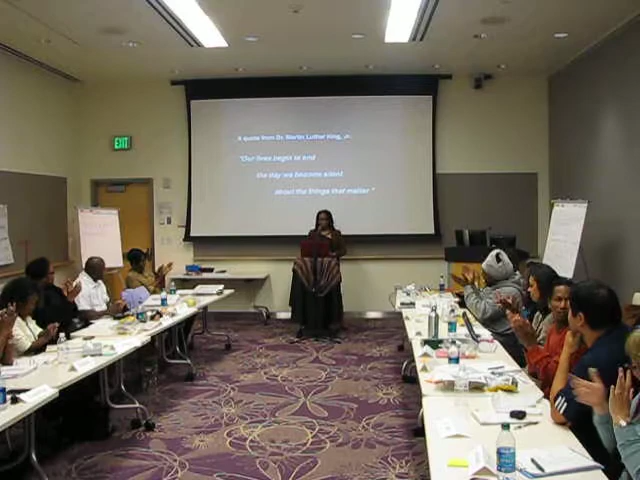 A quote from Dr. Martin Luther King, Jr.
"Our lives begin to end
the day we become silent
about the things that matter."
EXIT